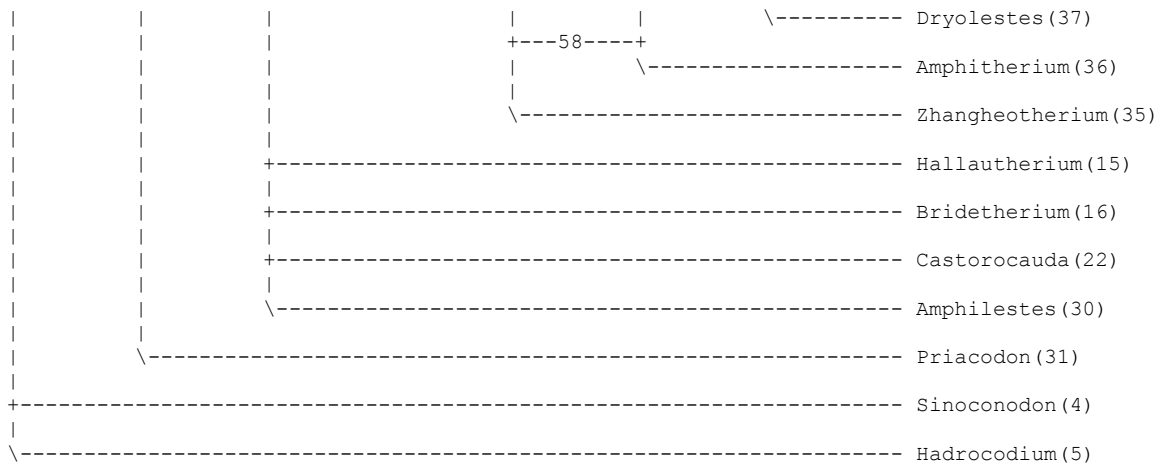 |         |         |                  |         |         \---------- Dryolestes(37)
|         |         |                  +---58----+
|         |         |                  |         \-------------------- Amphitherium(36)
|         |         |                  |
|         |         |                  \------------------------------ Zhangheotherium(35)
|         |         |
|         |         +------------------------------------------------- Hallautherium(15)
|         |         |
|         |         +------------------------------------------------- Bridetherium(16)
|         |         |
|         |         +------------------------------------------------- Castorocauda(22)
|         |         |
|         |         \------------------------------------------------- Amphilestes(30)
|         |
|         \----------------------------------------------------------- Priacodon(31)
|
+--------------------------------------------------------------------- Sinoconodon(4)
|
\--------------------------------------------------------------------- Hadrocodium(5)